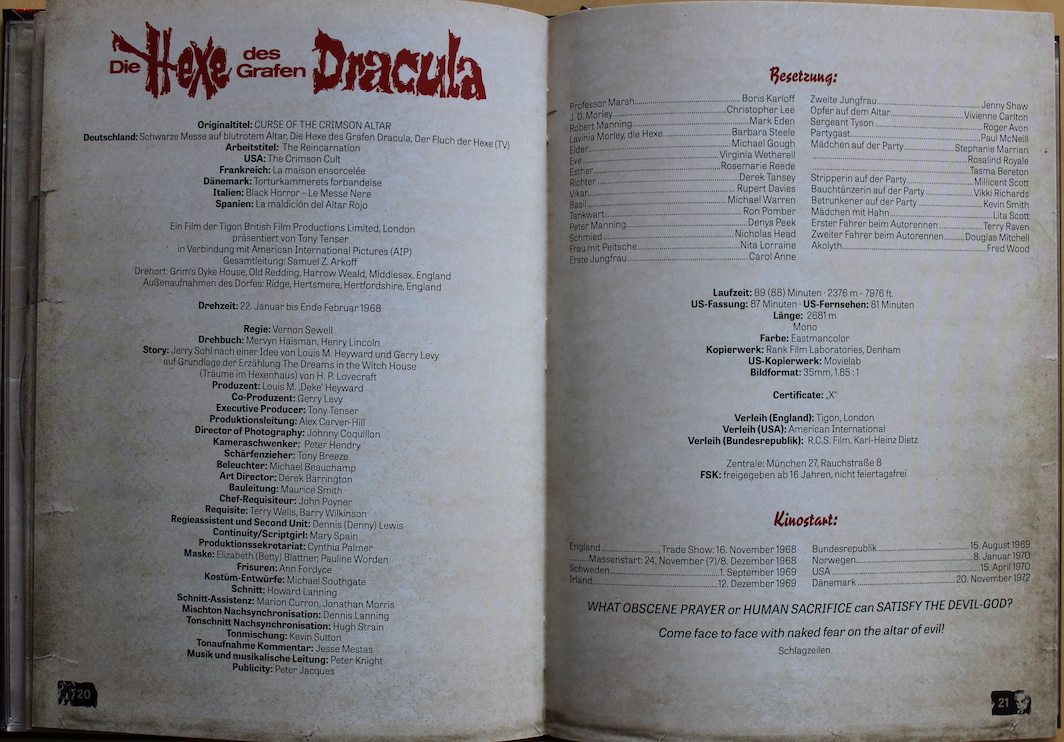 Die Hexe des Grafen Dracula
Originaltitel: CURSE OF THE CRIMSON ALTAR
Deutschland: Schwarze Messe auf blutrotem Altar, Die Hexe des Grafen Dracula, Der Fluch der Hexe (TV)
Arbeitstitel: The Reincarnation
USA: The Crimson Cult
Frankreich: La maison ensorcelée
Dänemark: Torturkammerets forbandelse
Italien: Black Horror – Le Messe Nere
Spanien: La maldición del Altar Rojo
Ein Film der Tigon British Film Productions Limited, London
präsentiert von Tony Tenser
in Verbindung mit American International Pictures (AIP)
Gesamtleitung: Samuel Z. Arkoff
Drehort: Grim's Dyke House, Old Redding, Harrow Weald, Middlesex, England
Außenaufnahmen des Dorfes: Ridge, Hertsmere, Hertfordshire, England
Drehzeit: 22. Januar bis Ende Februar 1968
Regie: Vernon Sewell
Drehbuch: Mervyn Haisman, Henry Lincoln
Story: Jerry Sohl nach einer Idee von Louis M. Heyward und Gerry Levy
auf Grundlage der Erzählung The Dreams in the Witch House
(Träume im Hexenhaus) von H. P. Lovecraft
Produzent: Louis M. ‚Deke' Heyward
Co-Produzent: Gerry Levy
Executive Producer: Tony Tenser
Produktionsleitung: Alex Carver-Hill
Director of Photography: Johnny Coquillon
Kameraschwenker: Peter Hendry
Schärfenzieher: Tony Breeze
Beleuchter: Michael Beauchamp
Art Director: Derek Barrington
Bauleitung: Maurice Smith
Chef-Requisiteur: John Poyner
Requisite: Terry Wells, Barry Wilkinson
Regieassistent und Second Unit: Dennis (Denny) Lewis
Continuity/Scriptgirl: Mary Spain
Produktionssekretariat: Cynthia Palmer
Maske: Elizabeth (Betty) Blattner, Pauline Worden
Frisuren: Ann Fordyce
Kostüm-Entwürfe: Michael Southgate
Schnitt: Howard Lanning
Schnitt-Assistenz: Marion Curron, Jonathan Morris
Mischton Nachsynchronisation: Dennis Lanning
Tonschnitt Nachsynchronisation: Hugh Strain
Tonmischung: Kevin Sutton
Tonaufnahme Kommentar: Jesse Mestas
Musik und musikalische Leitung: Peter Knight
Publicity: Peter Jacques
20
Besetzung:
Professor Marsh Boris Karloff
J. D. Morley Christopher Lee
Robert Manning Mark Eden
Lavinia Morley, die Hexe Barbara Steele
Elder Michael Gough
Eve Virginia Wetherell
Esther Rosemarie Reede
Richter Derek Tansey
Vikar Rupert Davies
Basil Michael Warren
Tankwart Ron Pomber
Peter Manning Denys Peek
Schmied Nicholas Head
Frau mit Peitsche Nita Lorraine
Erste Jungfrau Carol Anne
Zweite Jungfrau Jenny Shaw
Opfer auf dem Altar Vivienne Carlton
Sergeant Tyson Roger Avon
Partygast Paul McNeill
Mädchen auf der Party Stephanie Marrian
Rosalind Royale
Tasma Bereton
Stripperin auf der Party Millicent Scott
Bauchtänzerin auf der Party Vikki Richards
Betrunkener auf der Party Kevin Smith
Mädchen mit Hahn Lita Scott
Erster Fahrer beim Autorennen Terry Raven
Zweiter Fahrer beim Autorennen Douglas Mitchell
Akolyth Fred Wood
Laufzeit: 89 (88) Minuten · 2376 m - 7976 ft.
US-Fassung: 87 Minuten · US-Fernsehen: 81 Minuten
Länge: 2681 m
Mono
Farbe: Eastmancolor
Kopierwerk: Rank Film Laboratories, Denham
US-Kopierwerk: Movielab
Bildformat: 35mm, 1.85 : 1
Certificate: „X"
Verleih (England): Tigon, London
Verleih (USA): American International
Verleih (Bundesrepublik): R.C.S. Film, Karl-Heinz Dietz
Zentrale: München 27, Rauchstraße 8
FSK: freigegeben ab 16 Jahren, nicht feiertagsfrei
Kinostart:
England Trade Show: 16. November 1968
Massenstart: 24. November (?)/8. Dezember 1968
Schweden 1. September 1969
Irland 12. Dezember 1969
Bundesrepublik 15. August 1969
Norwegen 8. Januar 1970
USA 15. April 1970
Dänemark 20. November 1972
WHAT OBSCENE PRAYER or HUMAN SACRIFICE can SATISFY THE DEVIL-GOD?
Come face to face with naked fear on the altar of evil!
Schlagzeilen
21